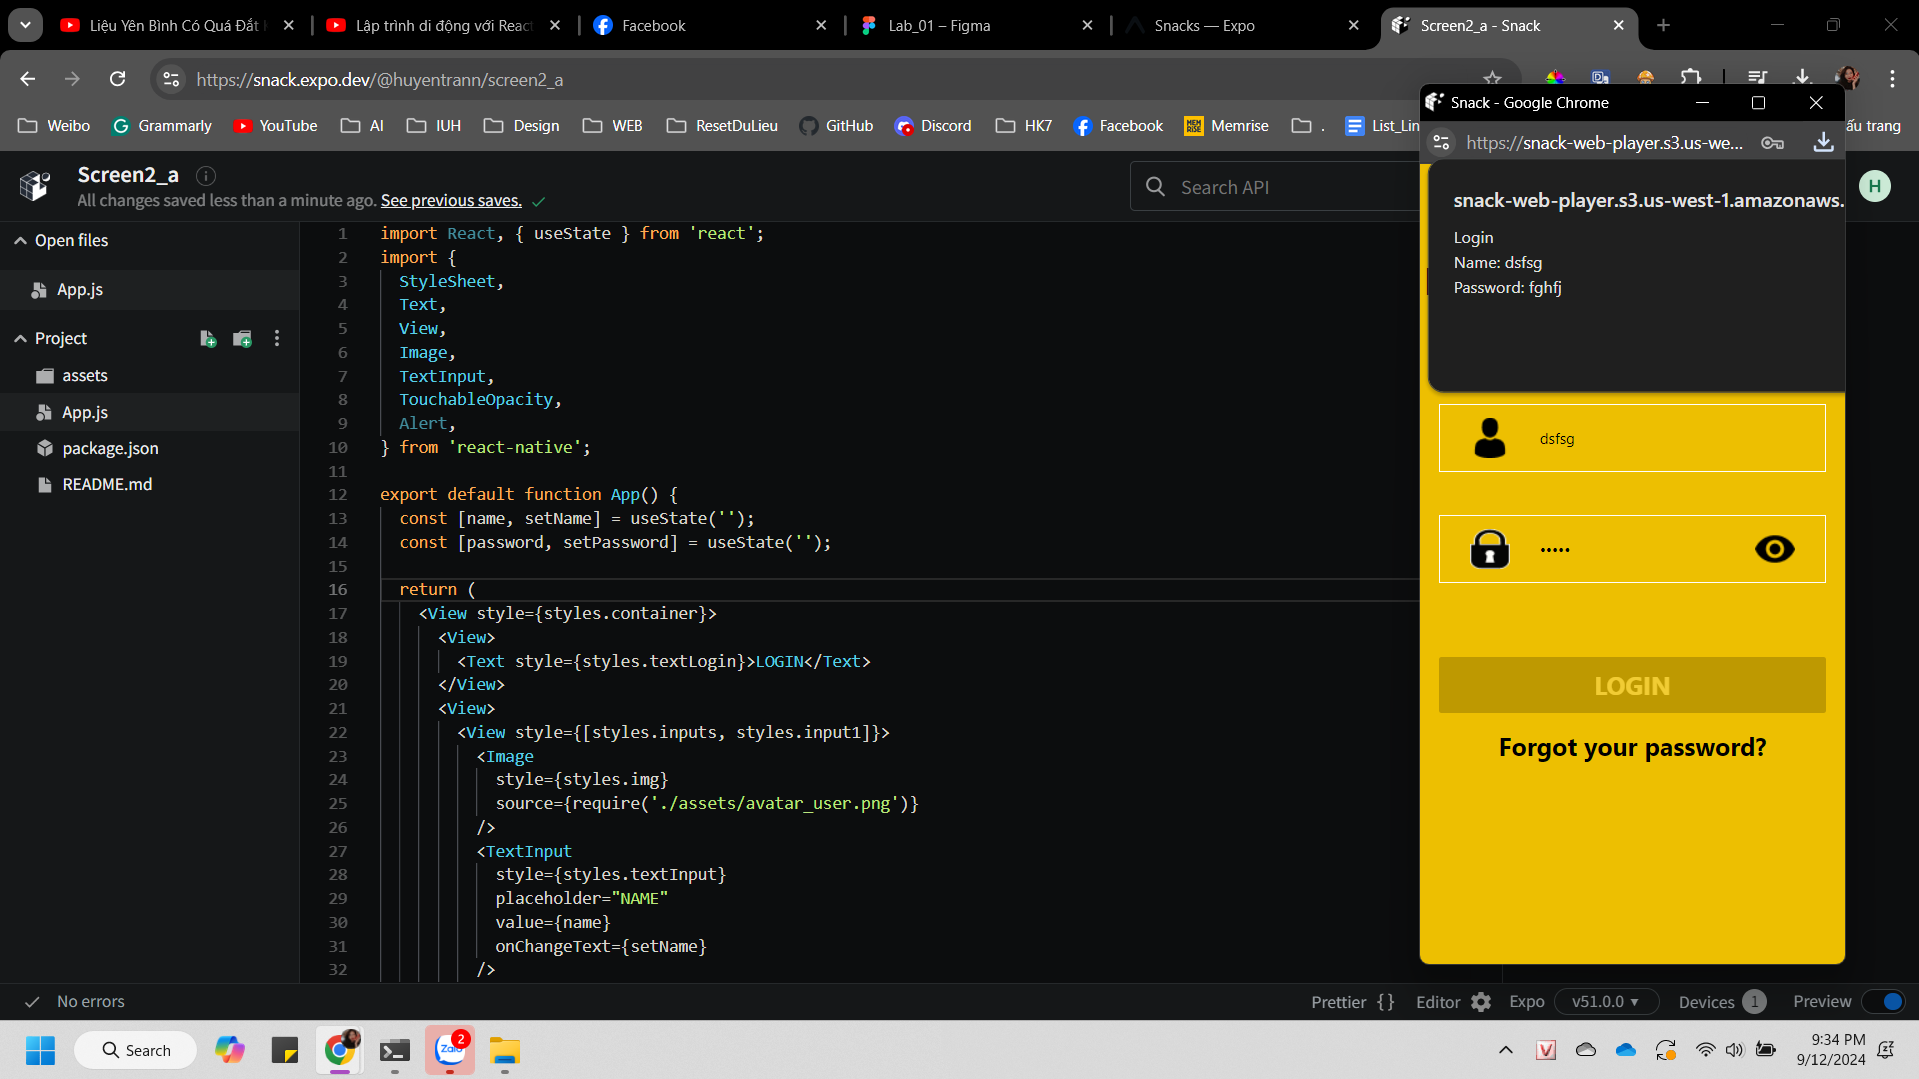 Liệu Yên Bình Có Quá Đắt
Lập trình di động với Reac
Facebook
Lab_01 – Figma
Snacks — Expo
Screen2_a - Snack
https://snack.expo.dev/@huyentrann/screen2_a
Weibo
Grammarly
YouTube
AI
IUH
Design
WEB
ResetDuLieu
GitHub
Discord
HK7
Facebook
Memrise
.
List_Lin
ấu trang
Screen2_a
All changes saved less than a minute ago. See previous saves.
Search API
H
Open files
App.js
Project
assets
App.js
package.json
README.md
1 import React, { useState } from 'react';
2 import {
3 StyleSheet,
4 Text,
5 View,
6 Image,
7 TextInput,
8 TouchableOpacity,
9 Alert,
10 } from 'react-native';
11
12 export default function App() {
13 const [name, setName] = useState('');
14 const [password, setPassword] = useState('');
15
16 return (
17 <View style={styles.container}>
18 <View>
19 <Text style={styles.textLogin}>LOGIN</Text>
20 </View>
21 <View>
22 <View style={[styles.inputs, styles.input1]}>
23 <Image
24 style={styles.img}
25 source={require('./assets/avatar_user.png')}
26 />
27 <TextInput
28 style={styles.textInput}
29 placeholder="NAME"
30 value={name}
31 onChangeText={setName}
32 />
Snack - Google Chrome
https://snack-web-player.s3.us-we...
snack-web-player.s3.us-west-1.amazonaws.
Login
Name: dsfsg
Password: fghfj
dsfsg
•••••
LOGIN
Forgot your password?
No errors
Prettier {}
Editor
Expo
v51.0.0
Devices
1
Preview
Search
Zalo
2
V
9:34 PM
9/12/2024